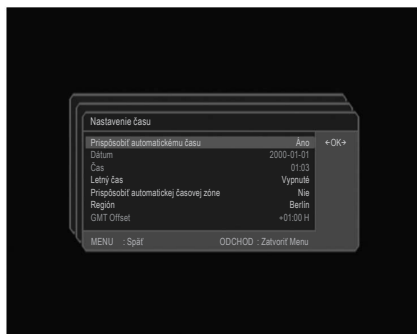 Nastavenie času
Prispôsobiť automatickému času Áno ←OK→
Dátum 2000-01-01
Čas 01:03
Letný čas Vypnuté
Prispôsobiť automatickej časovej zóne Nie
Región Berlín
GMT Offset +01:00 H
MENU : Späť ODCHOD : Zatvoriť Menu